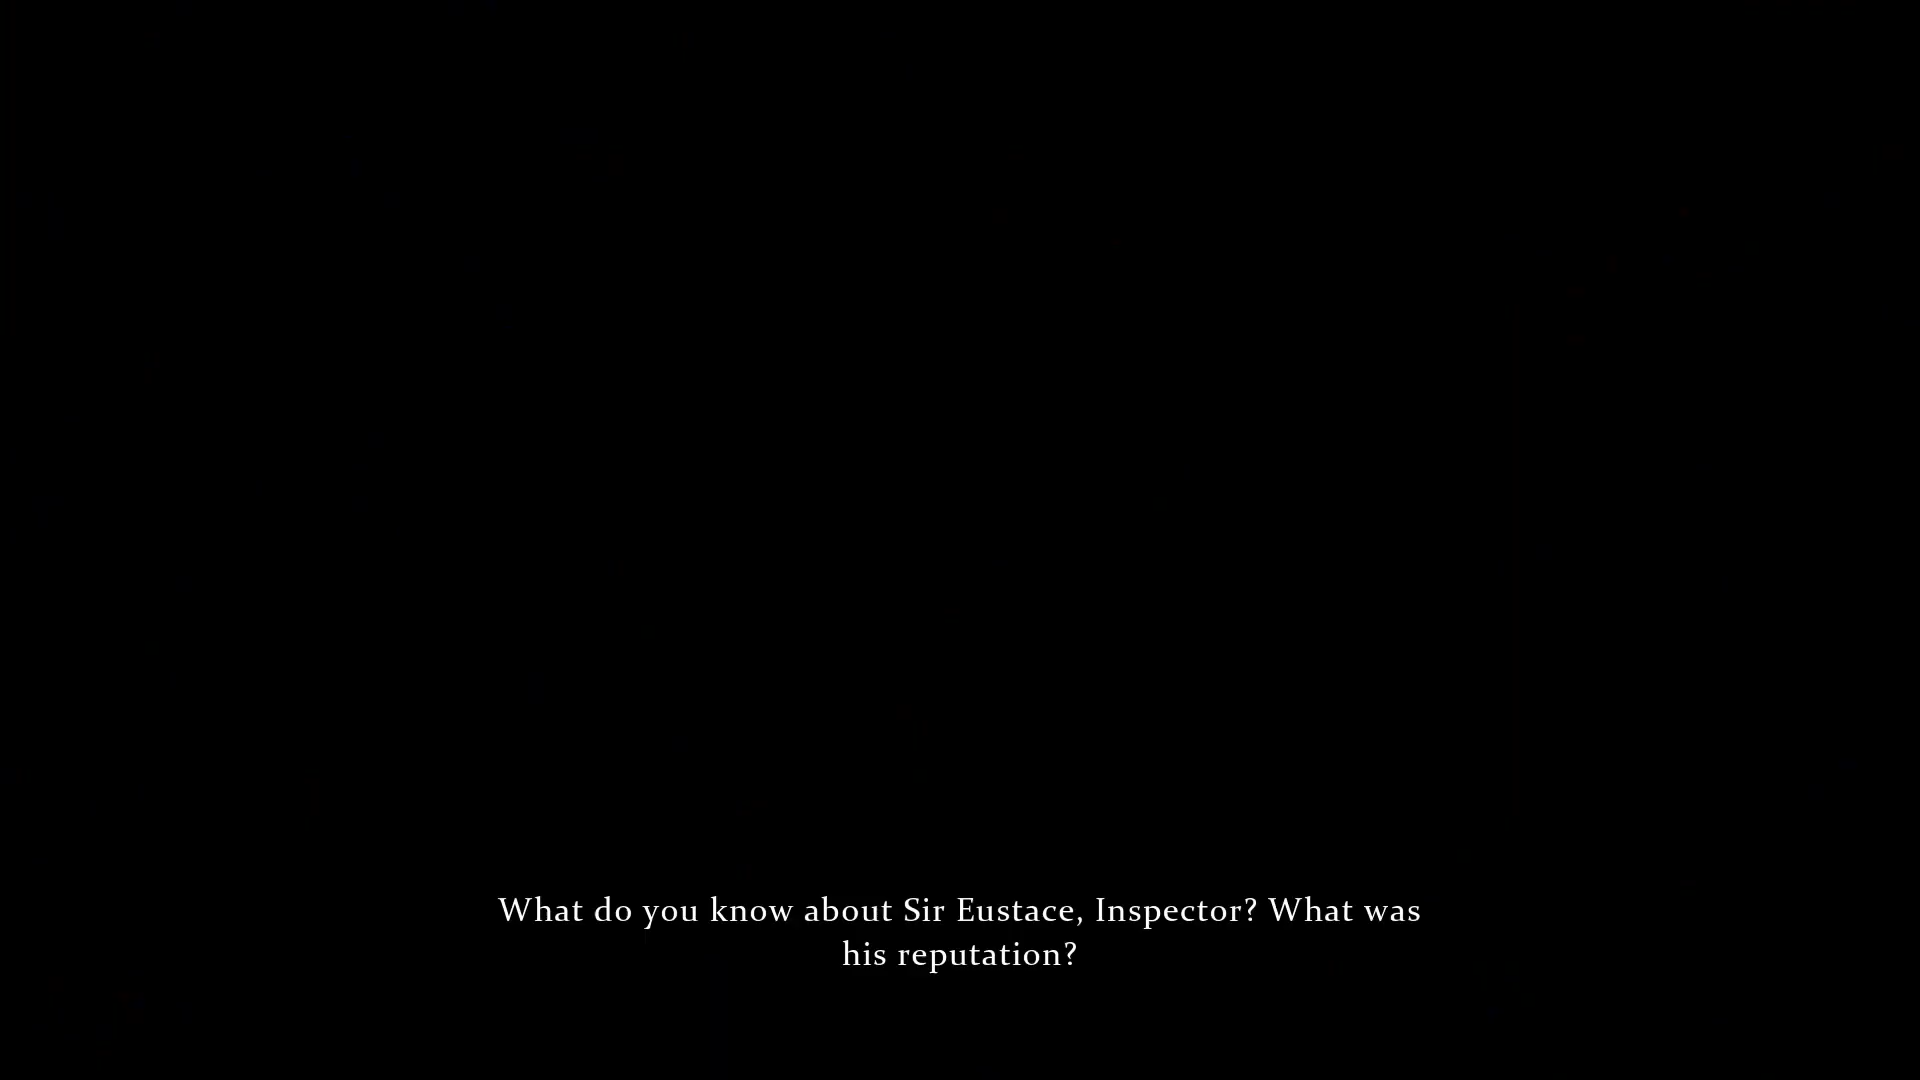 What do you know about Sir Eustace, Inspector? What was
his reputation?